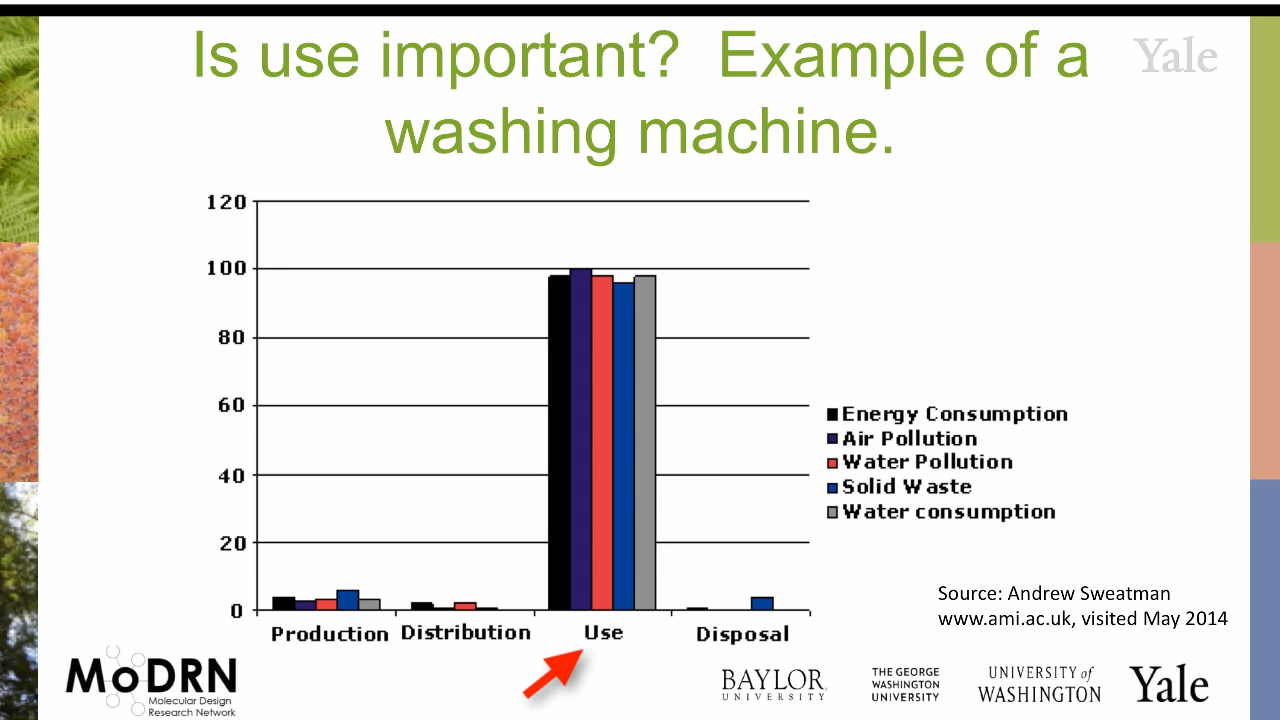 Is use important?  Example of a
washing machine.
Yale
120
100
80
60
40
20
0
Production
Distribution
Use
Disposal
Energy Consumption
Air Pollution
Water Pollution
Solid Waste
Water consumption
Source: Andrew Sweatman
www.ami.ac.uk, visited May 2014
MoDRN
Molecular Design
Research Network
BAYLOR
UNIVERSITY
THE GEORGE
WASHINGTON
UNIVERSITY
UNIVERSITY of
WASHINGTON
Yale